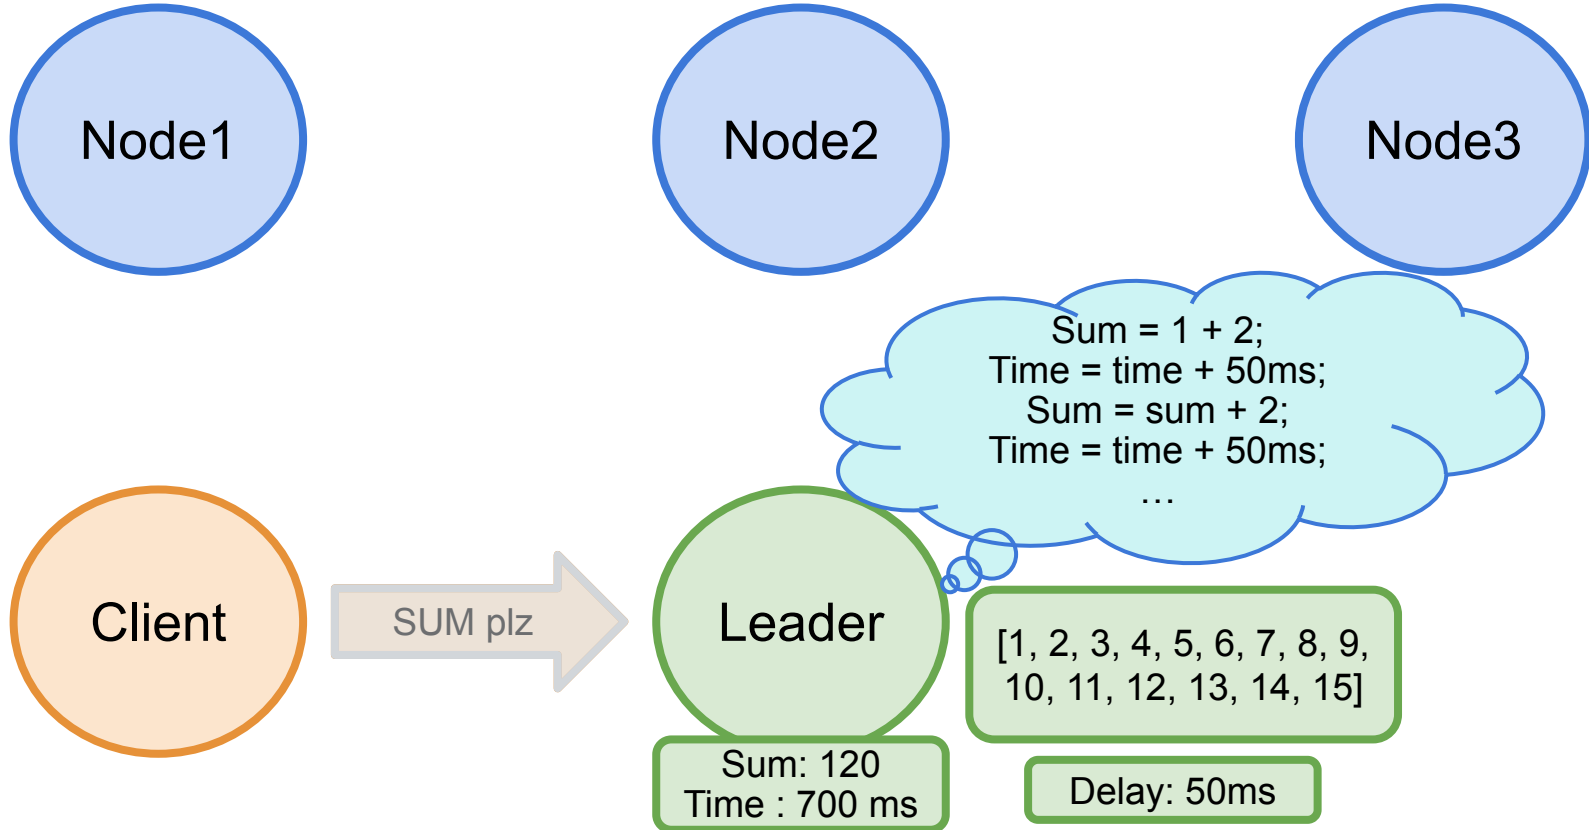 Node1
Node2
Node3
Sum = 1 + 2;
Time = time + 50ms;
Sum = sum + 2;
Time = time + 50ms;
…
Client
SUM plz
Leader
[1, 2, 3, 4, 5, 6, 7, 8, 9,
10, 11, 12, 13, 14, 15]
Sum: 120
Time : 700 ms
Delay: 50ms